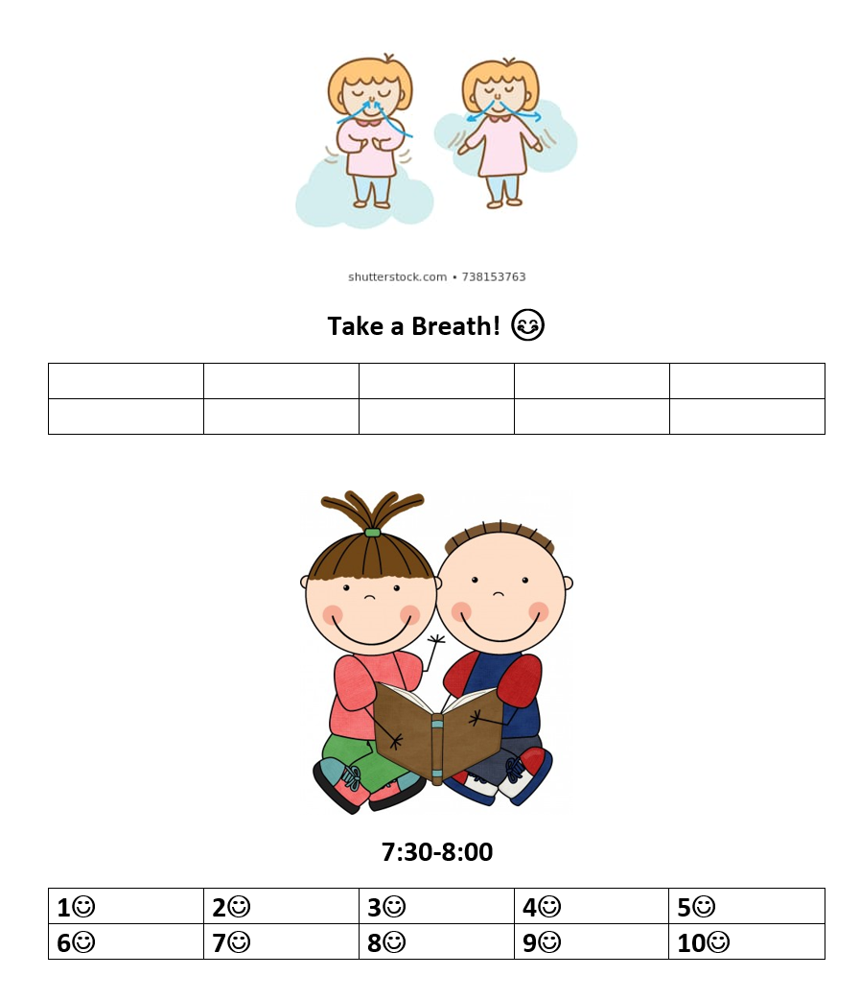 shutterstock.com • 738153763
Take a Breath! 😊
7:30-8:00
1☺ 2☺ 3☺ 4☺ 5☺
6☺ 7☺ 8☺ 9☺ 10☺